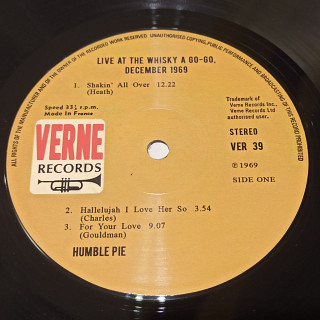 ALL RIGHTS OF THE MANUFACTURER AND OF THE OWNER OF THE RECORDED WORK RESERVED UNAUTHORISED COPYING, PUBLIC PERFORMANCE AND BROADCASTING OF THIS RECORD PROHIBITED
LIVE AT THE WHISKY A GO-GO,
DECEMBER 1969
1. Shakin' All Over 12.22
(Heath)
Speed 33⅓ r.p.m.
Made In France
Trademark of
Verne Records Inc.,
Verne Records Ltd
authorised user.
VERNE
RECORDS
STEREO
VER 39
℗ 1969
SIDE ONE
2. Hallelujah I Love Her So 3.54
(Charles)
3. For Your Love 9.07
(Gouldman)
HUMBLE PIE